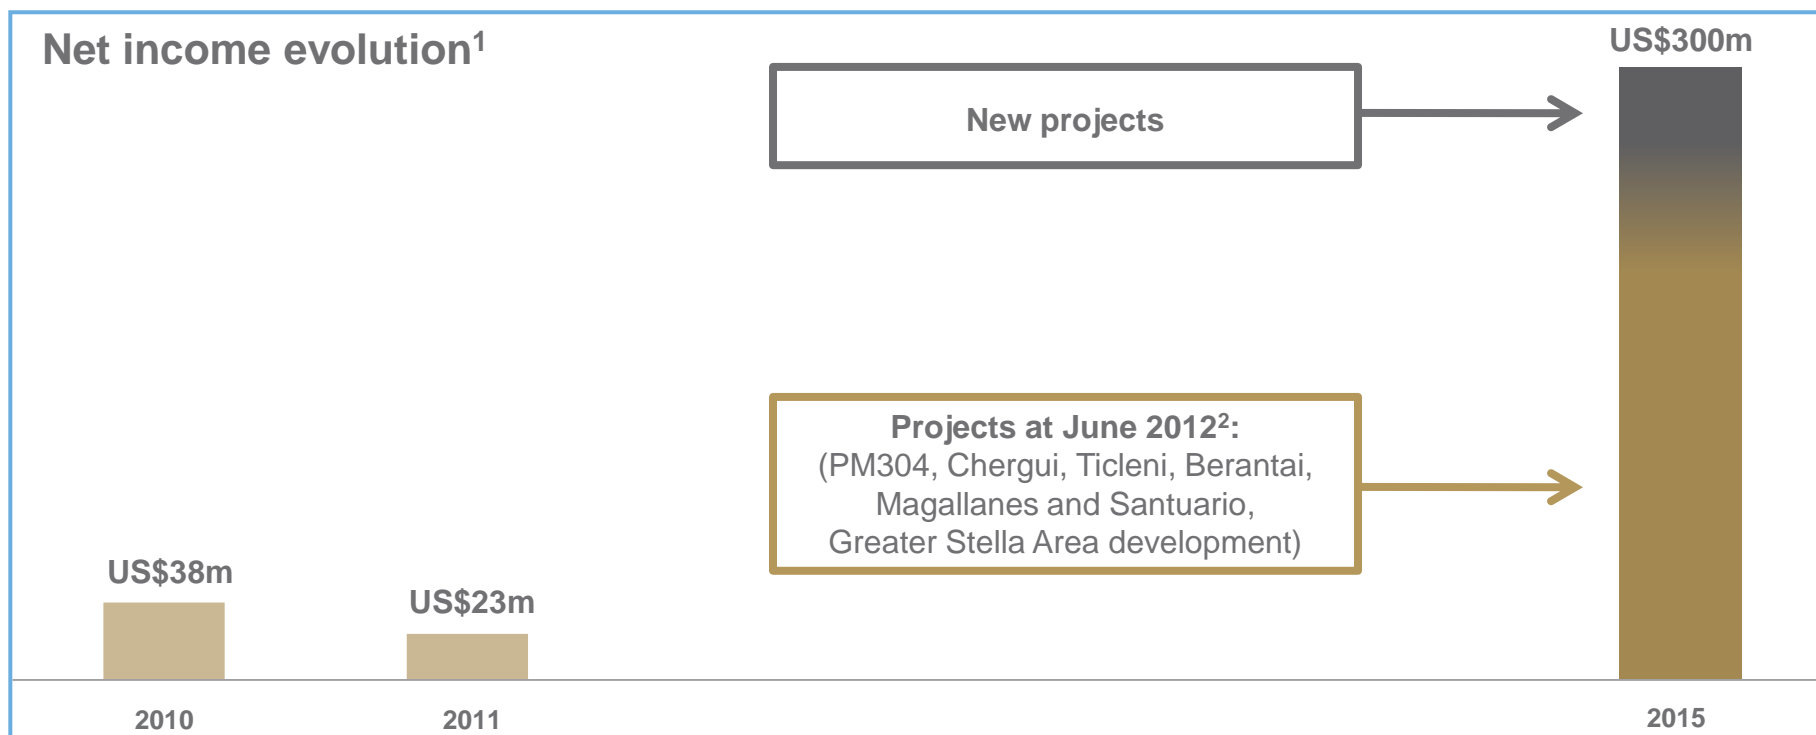 Net income evolution¹
US$300m
New projects
Projects at June 2012²:
(PM304, Chergui, Ticleni, Berantai,
Magallanes and Santuario,
Greater Stella Area development)
US$38m
US$23m
2010
2011
2015